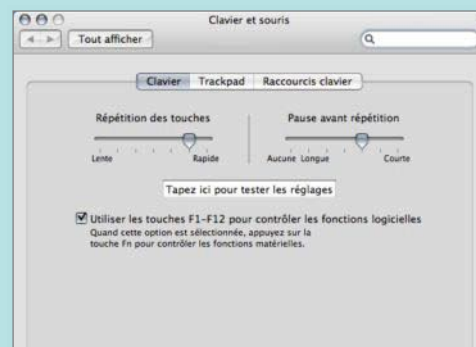 Clavier et souris
Tout afficher
Clavier Trackpad Raccourcis clavier
Répétition des touches Pause avant répétition
Lente Rapide Aucune Longue Courte
Tapez ici pour tester les réglages
Utiliser les touches F1-F12 pour contrôler les fonctions logicielles
Quand cette option est sélectionnée, appuyez sur la
touche Fn pour contrôler les fonctions matérielles.